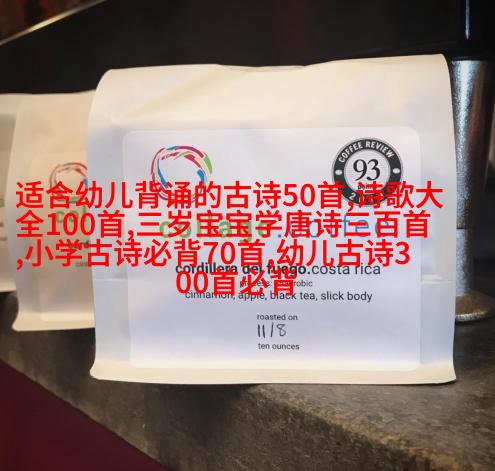 COFFEE REVIEW
93
适合幼儿背诵的古诗50首,诗歌大
全100首,三岁宝宝学唐诗三百首
,小学古诗必背70首,幼儿古诗3
00首必背
cordillera del fuego.costa rica
cinnamon, apple, black tea, slick body
roasted on
11/8
ten ounces